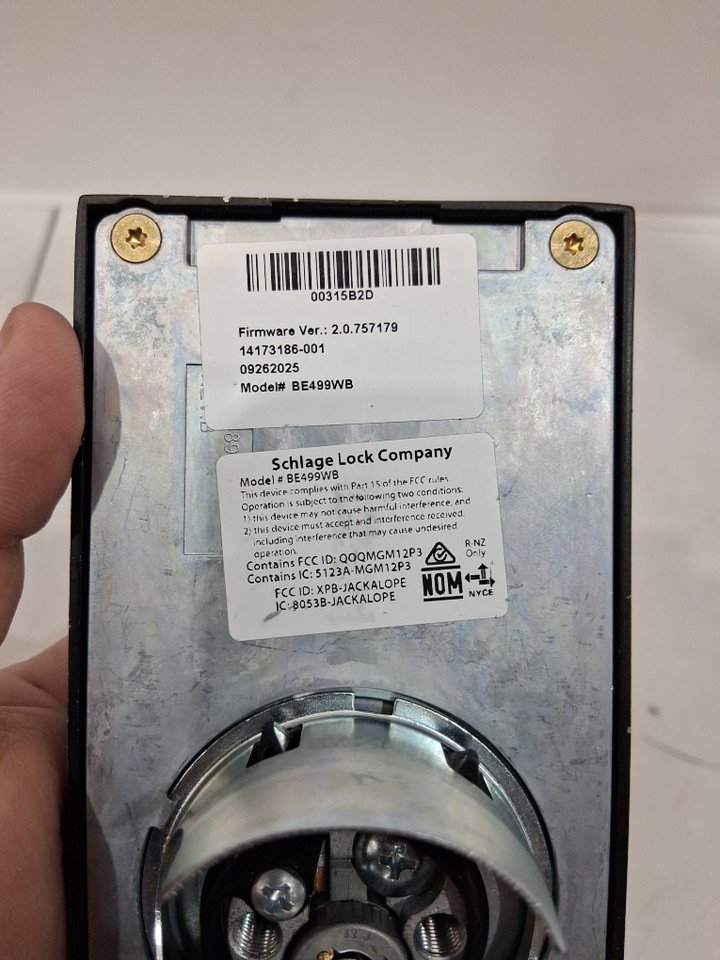 00315B2D
Firmware Ver.: 2.0.757179
14173186-001
09262025
Model# BE499WB
Schlage Lock Company
Model # BE499WB
This device complies with Part 15 of the FCC rules.
Operation is subject to the following two conditions:
1) this device may not cause harmful interference, and
2) this device must accept and interference received,
including interference that may cause undesired
operation.
Contains FCC ID: QOQMGM12P3
Contains IC: 5123A-MGM12P3
FCC ID: XPB-JACKALOPE
IC: 8053B-JACKALOPE
R-NZ
Only
NOM
NYCE